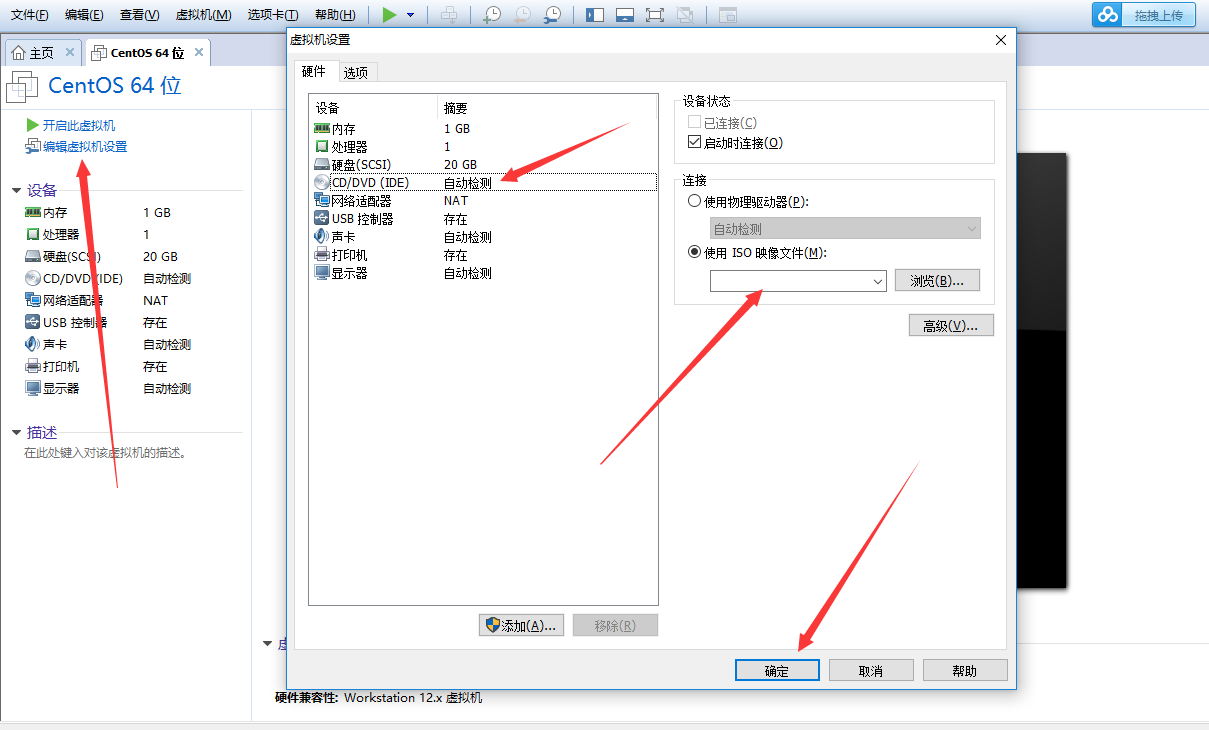 文件(F) 编辑(E) 查看(V) 虚拟机(M) 选项卡(T) 帮助(H)
拖拽上传
主页
CentOS 64 位
CentOS 64 位
开启此虚拟机
编辑虚拟机设置
设备
内存 1 GB
处理器 1
硬盘(SCSI) 20 GB
CD/DVD (IDE) 自动检测
网络适配器 NAT
USB 控制器 存在
声卡 自动检测
打印机 存在
显示器 自动检测
描述
在此处键入对该虚拟机的描述。
虚拟机设置
硬件 选项
设备 摘要
内存 1 GB
处理器 1
硬盘(SCSI) 20 GB
CD/DVD (IDE) 自动检测
网络适配器 NAT
USB 控制器 存在
声卡 自动检测
打印机 存在
显示器 自动检测
添加(A)... 移除(R)
设备状态
已连接(C)
启动时连接(O)
连接
使用物理驱动器(P):
自动检测
使用 ISO 映像文件(M):
浏览(B)...
高级(V)...
确定 取消 帮助
硬件兼容性: Workstation 12.x 虚拟机